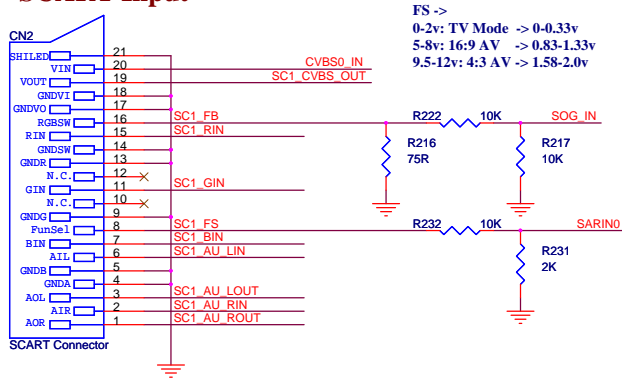 SCART Input
FS ->
0-2v: TV Mode -> 0-0.33v
5-8v: 16:9 AV -> 0.83-1.33v
9.5-12v: 4:3 AV -> 1.58-2.0v
CN2
SHILED 21
VIN 20 CVBS0_IN
VOUT 19 SC1_CVBS_OUT
GNDVI 18
GNDVO 17
RGBSW 16 SC1_FB
RIN 15 SC1_RIN
GNDSW 14
GNDR 13
N.C. 12
GIN 11 SC1_GIN
N.C. 10
GNDG 9
FunSel 8 SC1_FS
BIN 7 SC1_BIN
AIL 6 SC1_AU_LIN
GNDB 5
GNDA 4
AOL 3 SC1_AU_LOUT
AIR 2 SC1_AU_RIN
AOR 1 SC1_AU_ROUT
SCART Connector
R222 10K SOG_IN
R216
75R
R217
10K
R232 10K SARIN0
R231
2K